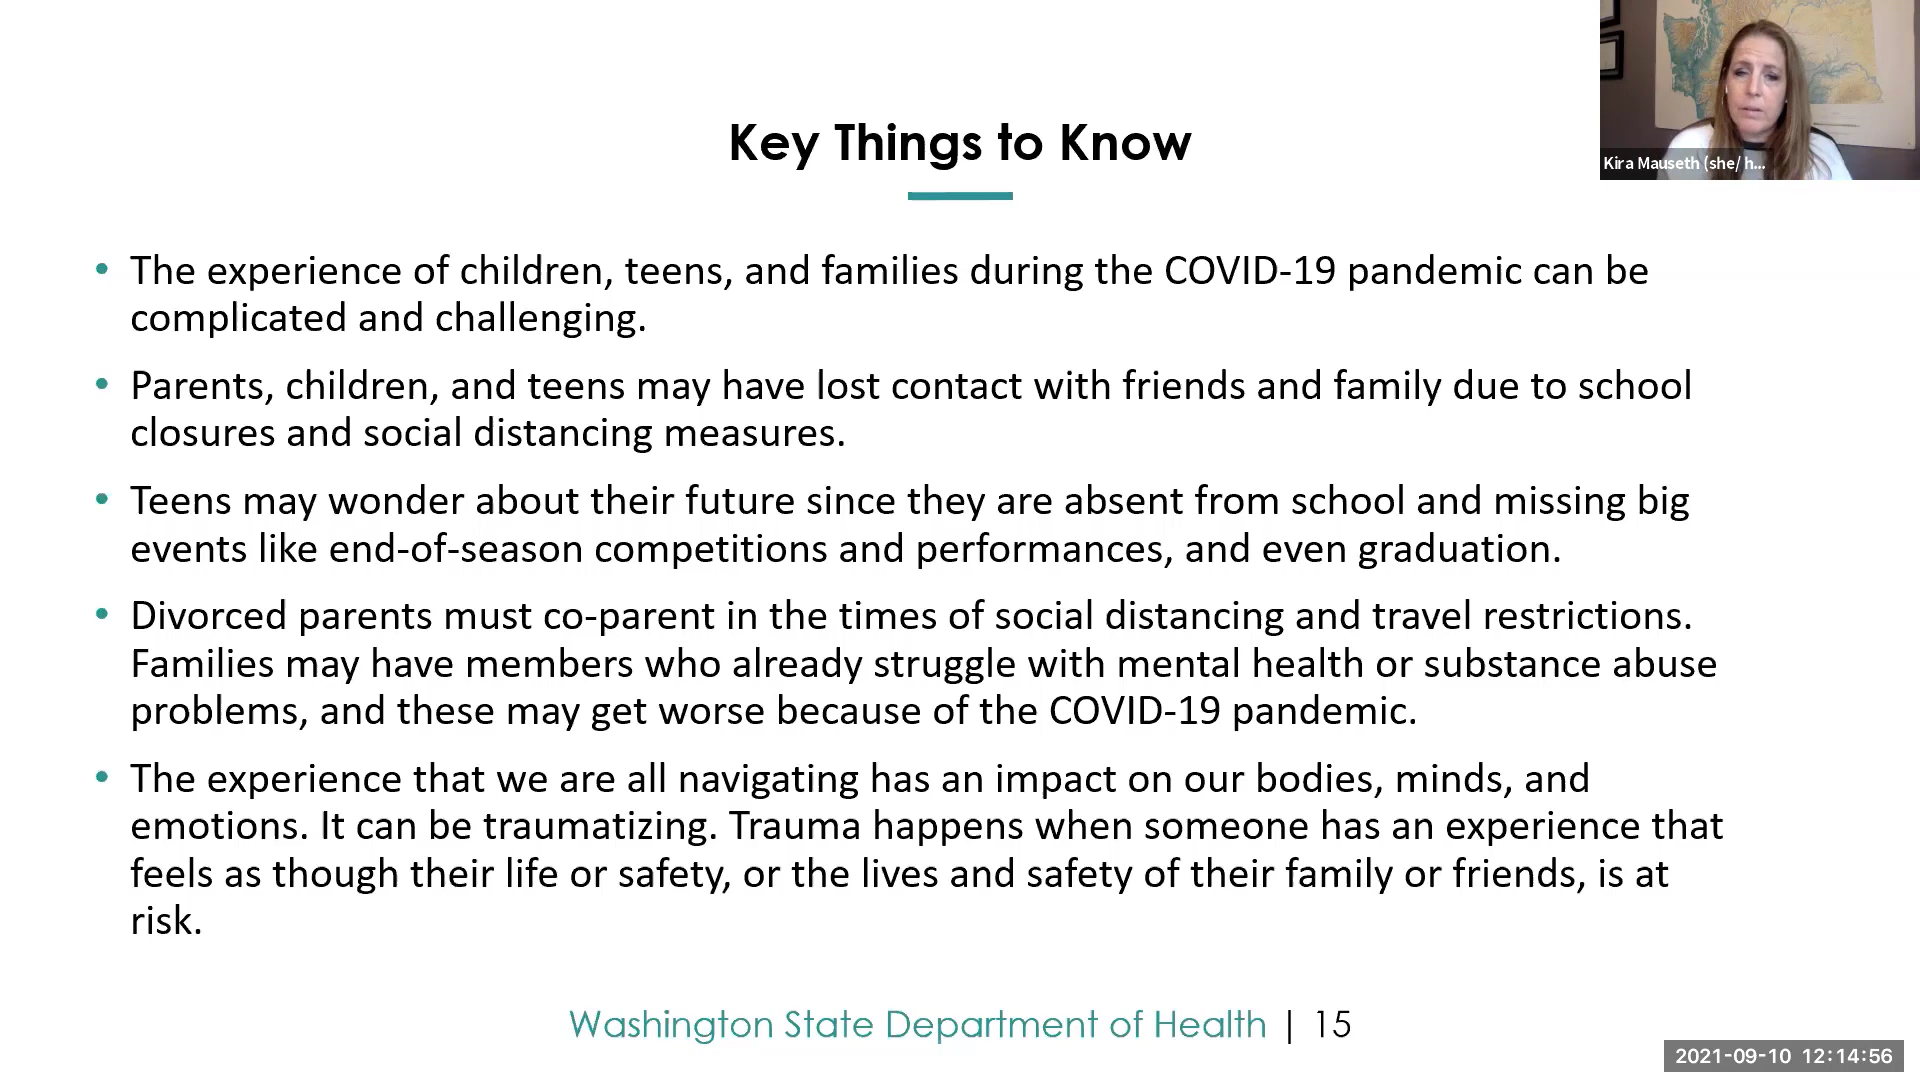 Key Things to Know
Kira Mauseth (she/ h...
• The experience of children, teens, and families during the COVID-19 pandemic can be
complicated and challenging.
• Parents, children, and teens may have lost contact with friends and family due to school
closures and social distancing measures.
• Teens may wonder about their future since they are absent from school and missing big
events like end-of-season competitions and performances, and even graduation.
• Divorced parents must co-parent in the times of social distancing and travel restrictions.
Families may have members who already struggle with mental health or substance abuse
problems, and these may get worse because of the COVID-19 pandemic.
• The experience that we are all navigating has an impact on our bodies, minds, and
emotions. It can be traumatizing. Trauma happens when someone has an experience that
feels as though their life or safety, or the lives and safety of their family or friends, is at
risk.
Washington State Department of Health | 15
2021-09-10 12:14:56